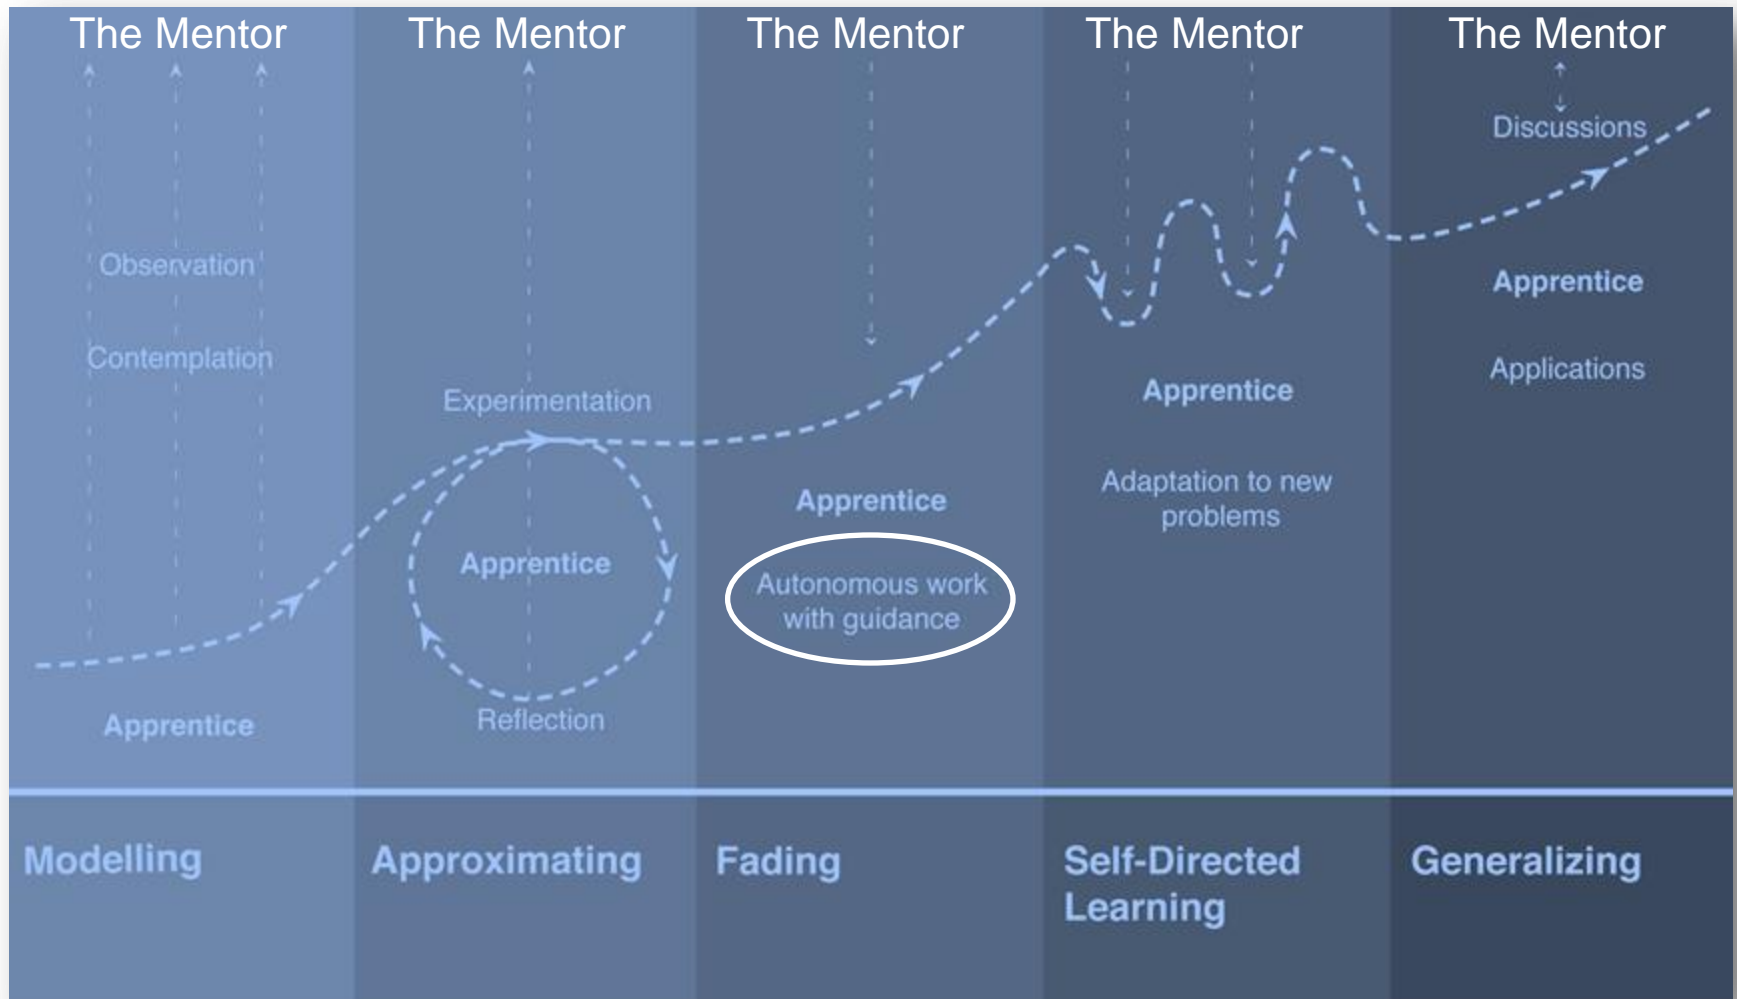 The Mentor
The Mentor
The Mentor
The Mentor
The Mentor
Observation
Contemplation
Apprentice
Experimentation
Apprentice
Reflection
Apprentice
Autonomous work
with guidance
Apprentice
Adaptation to new
problems
Discussions
Apprentice
Applications
Modelling
Approximating
Fading
Self-Directed
Learning
Generalizing